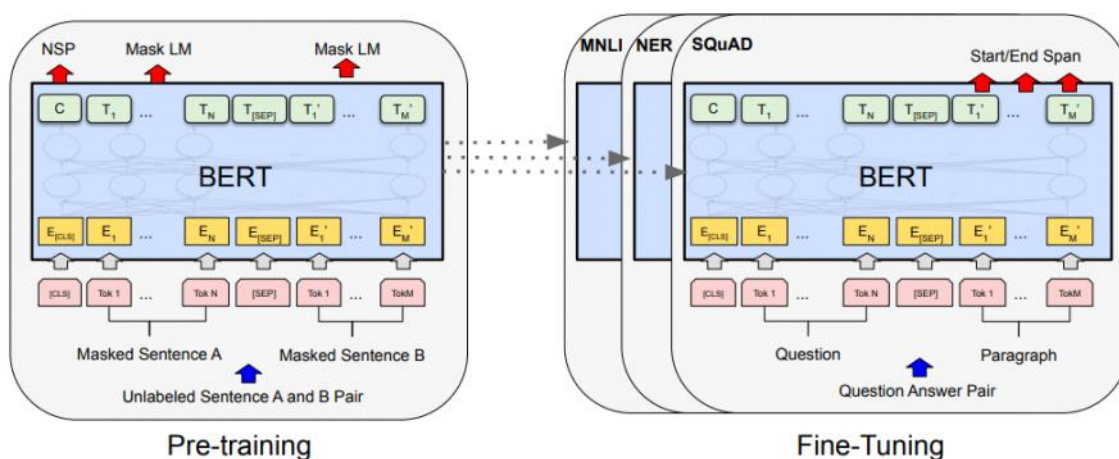 NSP Mask LM Mask LM
C T1 ... TN T[SEP] T1' ... TM'
BERT
E[CLS] E1 ... EN E[SEP] E1' ... EM'
[CLS] Tok 1 ... Tok N [SEP] Tok 1 ... TokM
Masked Sentence A Masked Sentence B
Unlabeled Sentence A and B Pair
Pre-training
MNLI NER SQuAD
Start/End Span
C T1 ... TN T[SEP] T1' ... TM'
BERT
E[CLS] E1 ... EN E[SEP] E1' ... EM'
[CLS] Tok 1 ... Tok N [SEP] Tok 1 ... TokM
Question Paragraph
Question Answer Pair
Fine-Tuning